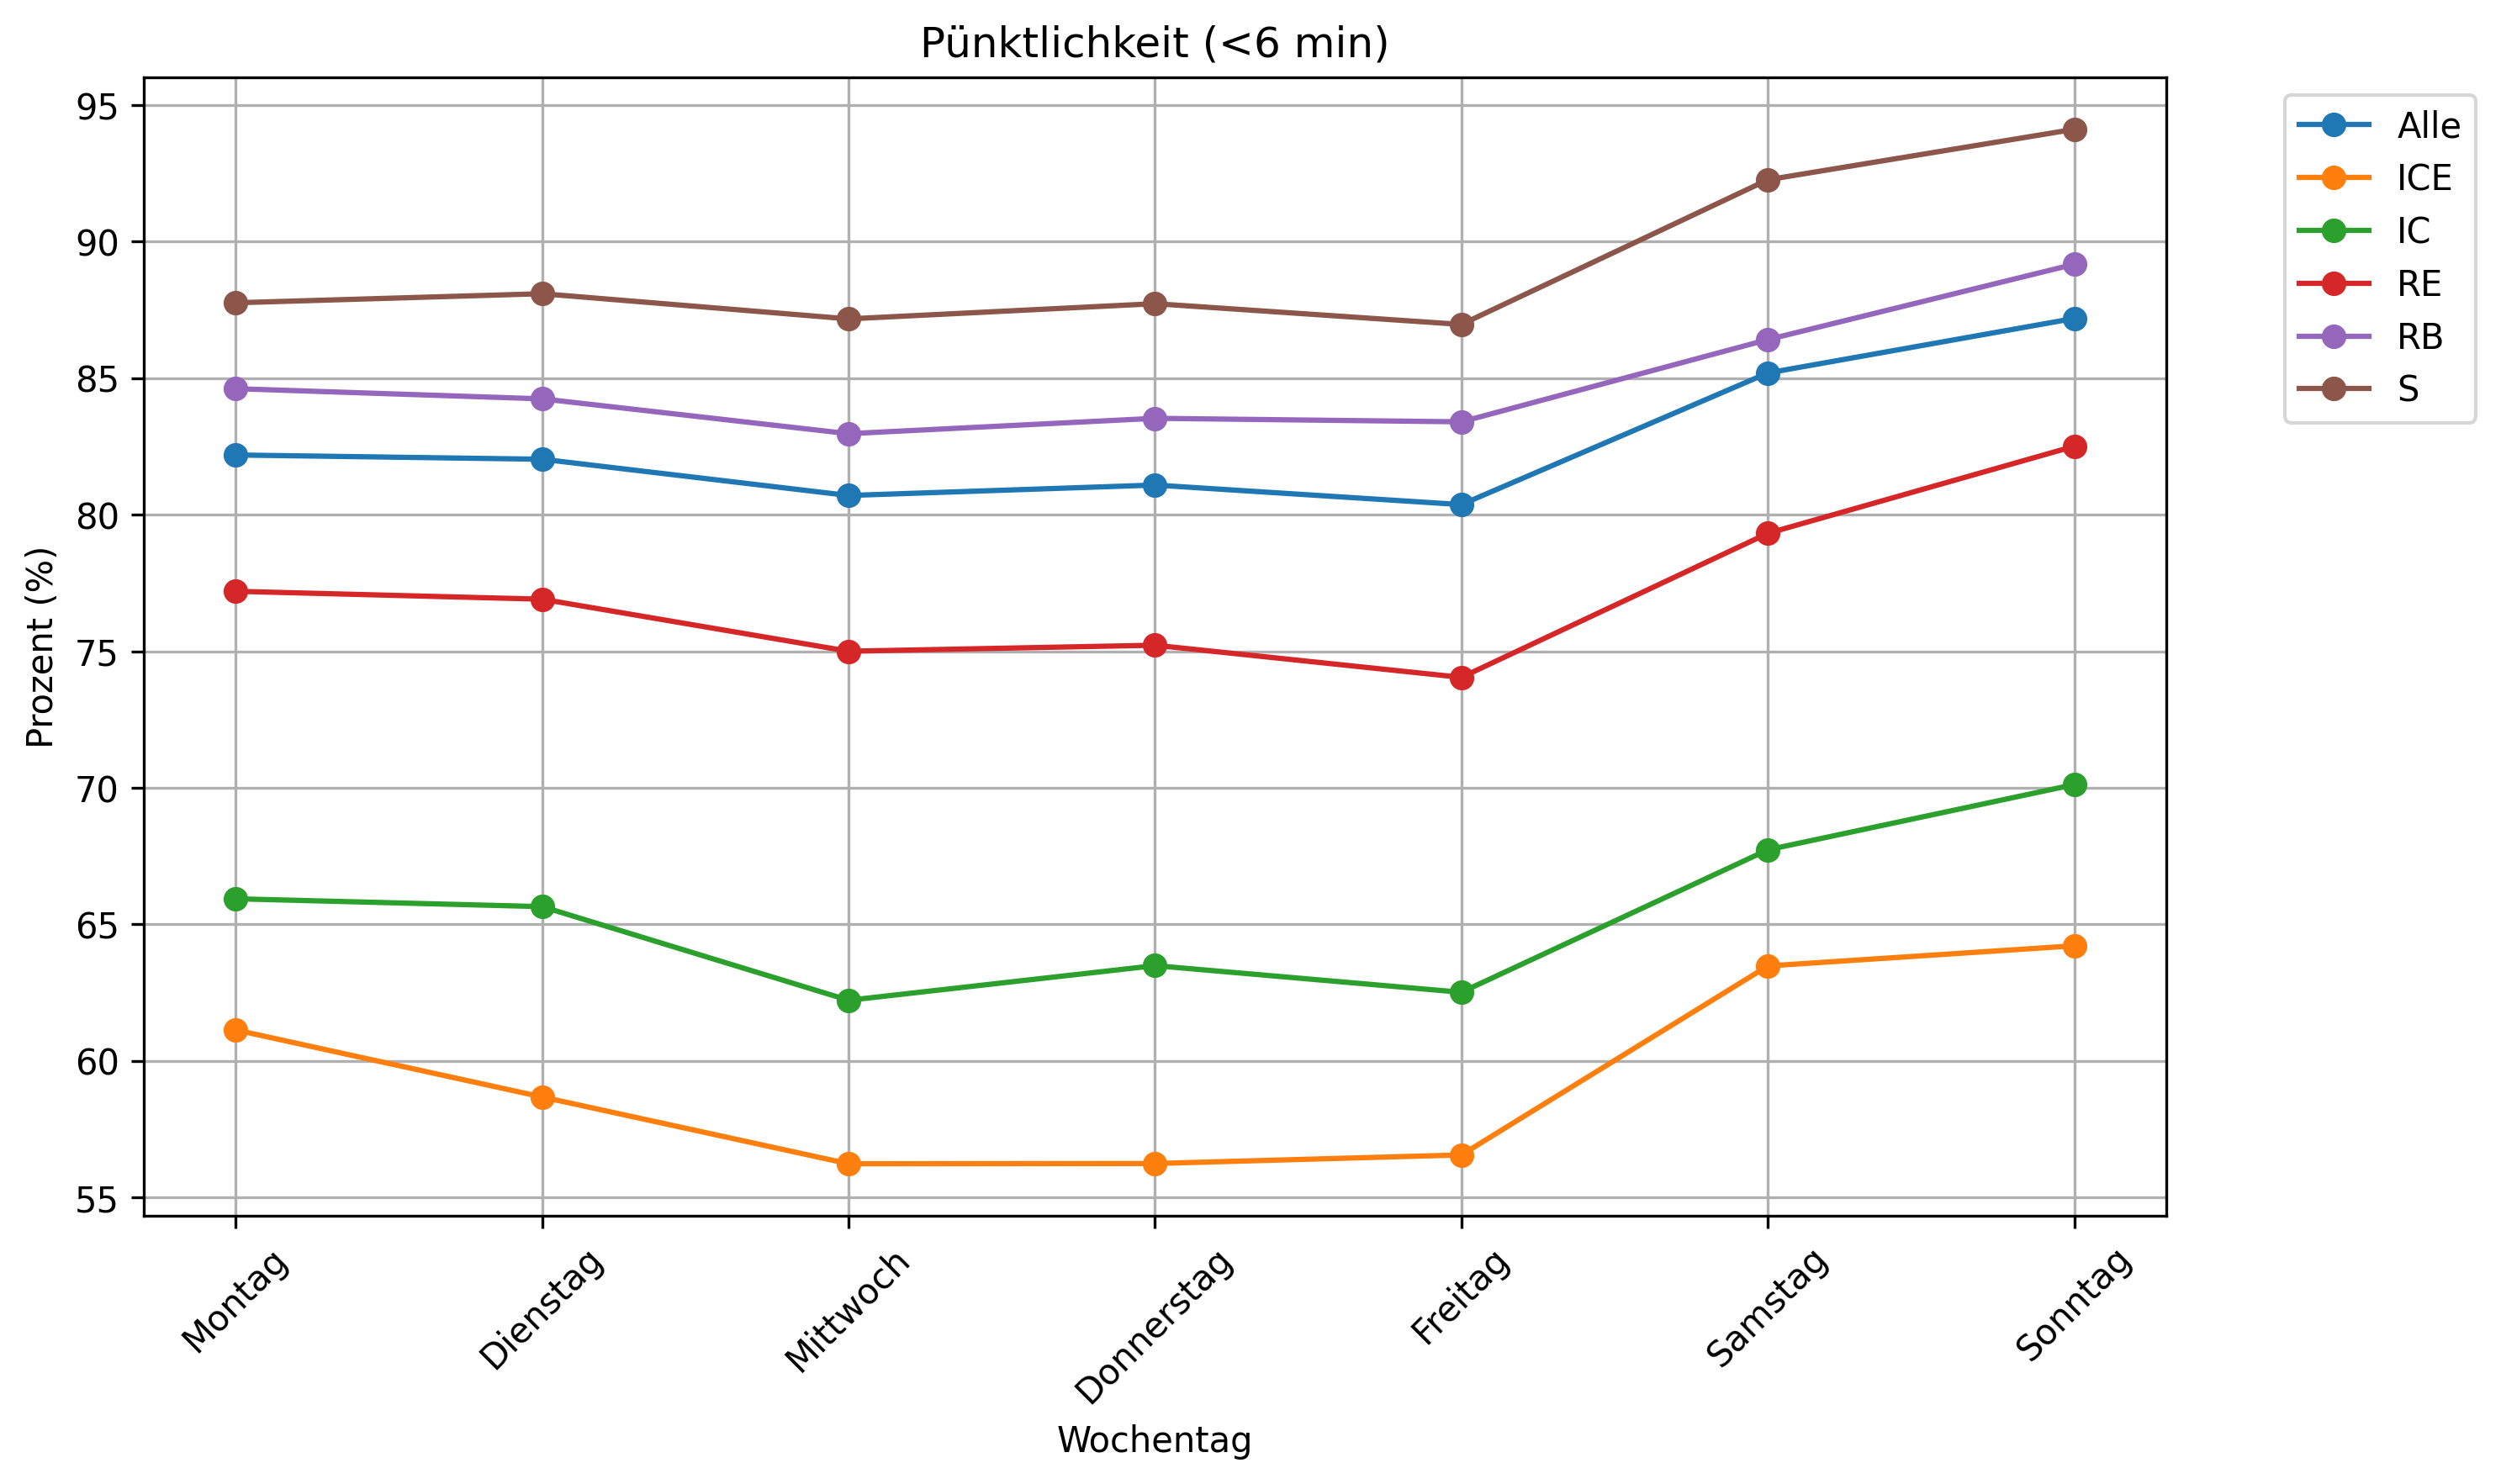 Pünktlichkeit (<6 min)
95
90
85
80
75
70
65
60
55
Prozent (%)
Montag
Dienstag
Mittwoch
Donnerstag
Freitag
Samstag
Sonntag
Wochentag
Alle
ICE
IC
RE
RB
S